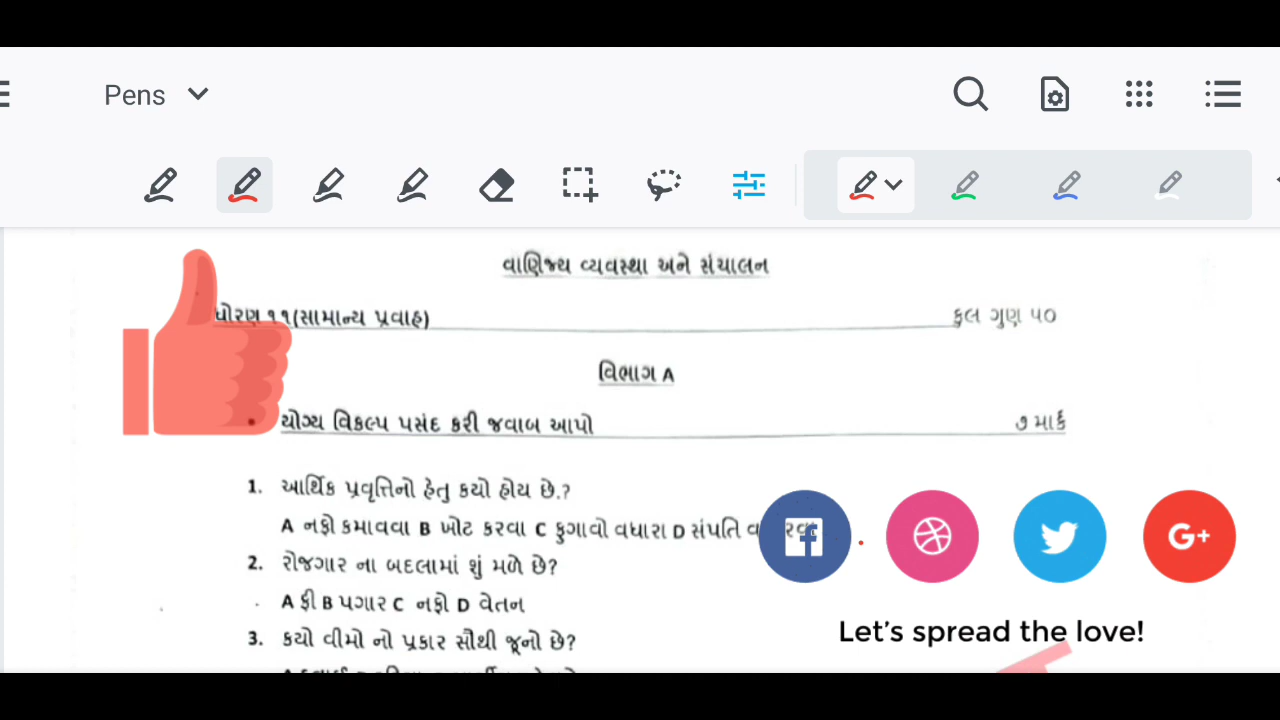 Pens
વાણિજ્ય વ્યવસ્થા અને સંચાલન
ધોરણ ૧૧(સામાન્ય પ્રવાહ) કુલ ગુણ ૫૦
વિભાગ A
યોગ્ય વિકલ્પ પસંદ કરી જવાબ આપો ૭ માર્ક
1. આર્થિક પ્રવૃત્તિનો હેતુ કયો હોય છે.?
A નફો કમાવવા B ખોટ કરવા C ફુગાવો વધારા D સંપતિ
2. રોજગાર ના બદલામાં શું મળે છે?
A ફી B પગાર C નફો D વેતન
3. કયો વીમો નો પ્રકાર સૌથી જૂનો છે?
G+
Let's spread the love!